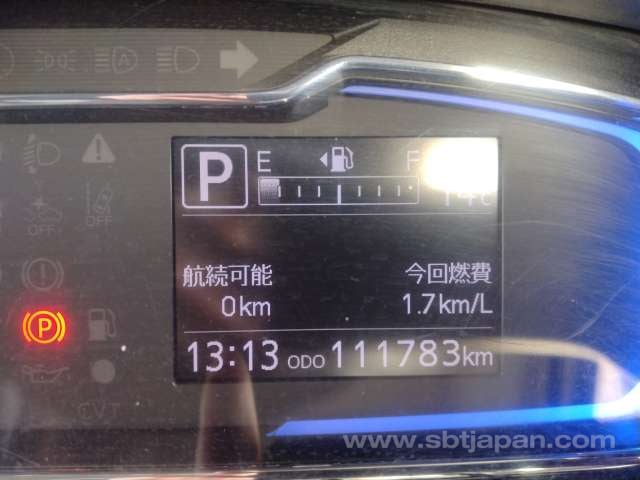 P E F
14°C
航続可能 今回燃費
0km 1.7km/L
13:13 ODO 111783km
A
OFF OFF
P
CVT
www.sbtjapan.com